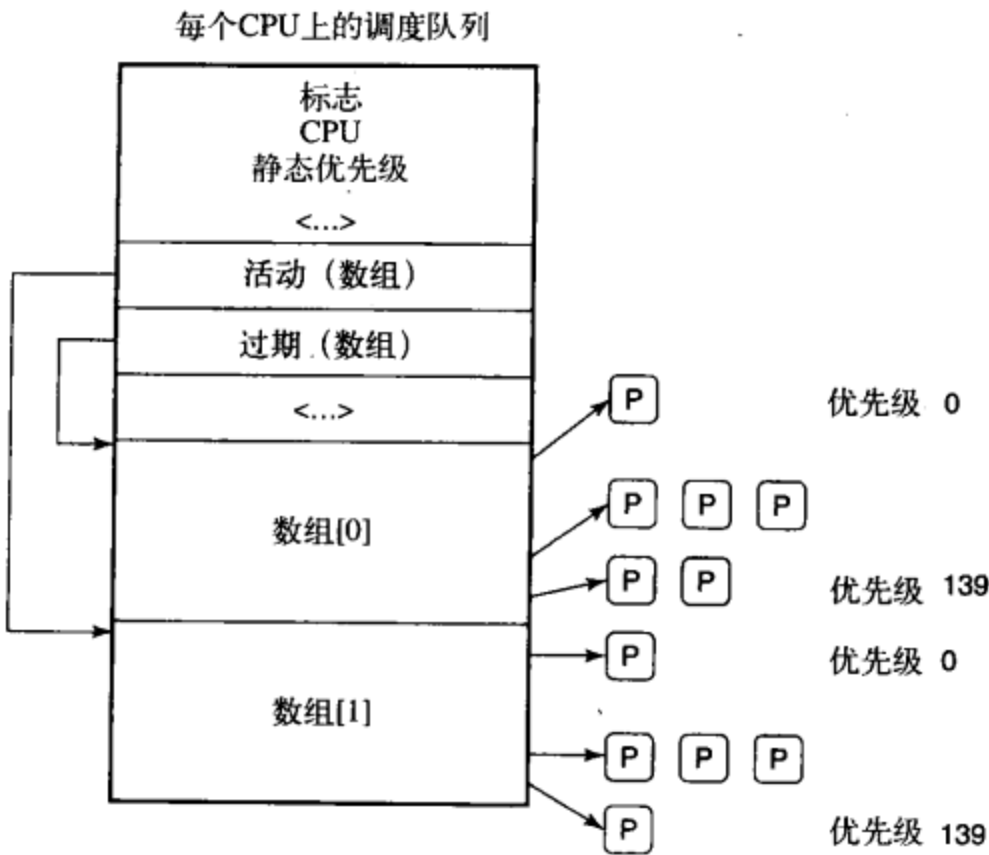 每个CPU上的调度队列
标志
CPU
静态优先级
<...>
活动（数组）
过期（数组）
<...>
P 优先级 0
数组[0]
P P P
P P 优先级 139
P 优先级 0
数组[1]
P P P
P 优先级 139